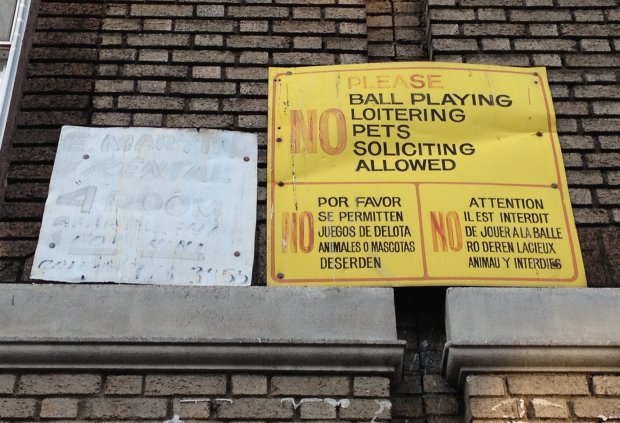 E. MARTIN
RENTAL
4 ROOM
PLEASE
NO
BALL PLAYING
LOITERING
PETS
SOLICITING
ALLOWED
NO
POR FAVOR
SE PERMITTEN
JUEGOS DE DELOTA
ANIMALES O MASCOTAS
DESERDEN
NO
ATTENTION
IL EST INTERDIT
DE JOUER A LA BALLE
RO DEREN LACIEUX
ANIMAU Y INTERDIES